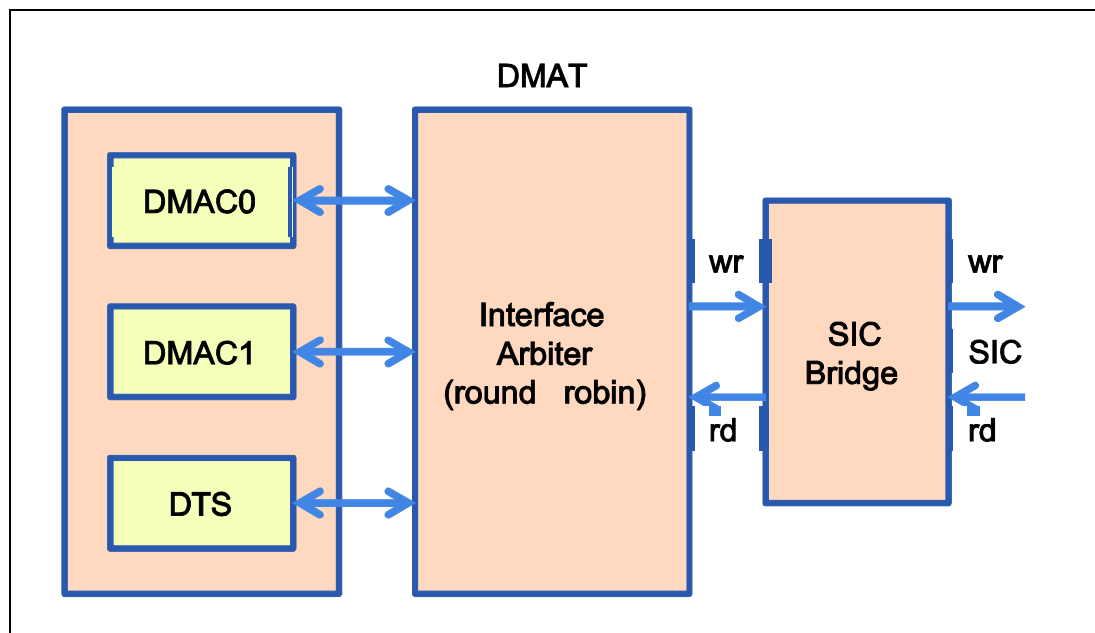 DMAT
DMAC0
DMAC1
DTS
Interface
Arbiter
(round robin)
wr
rd
SIC
Bridge
wr
SIC
rd